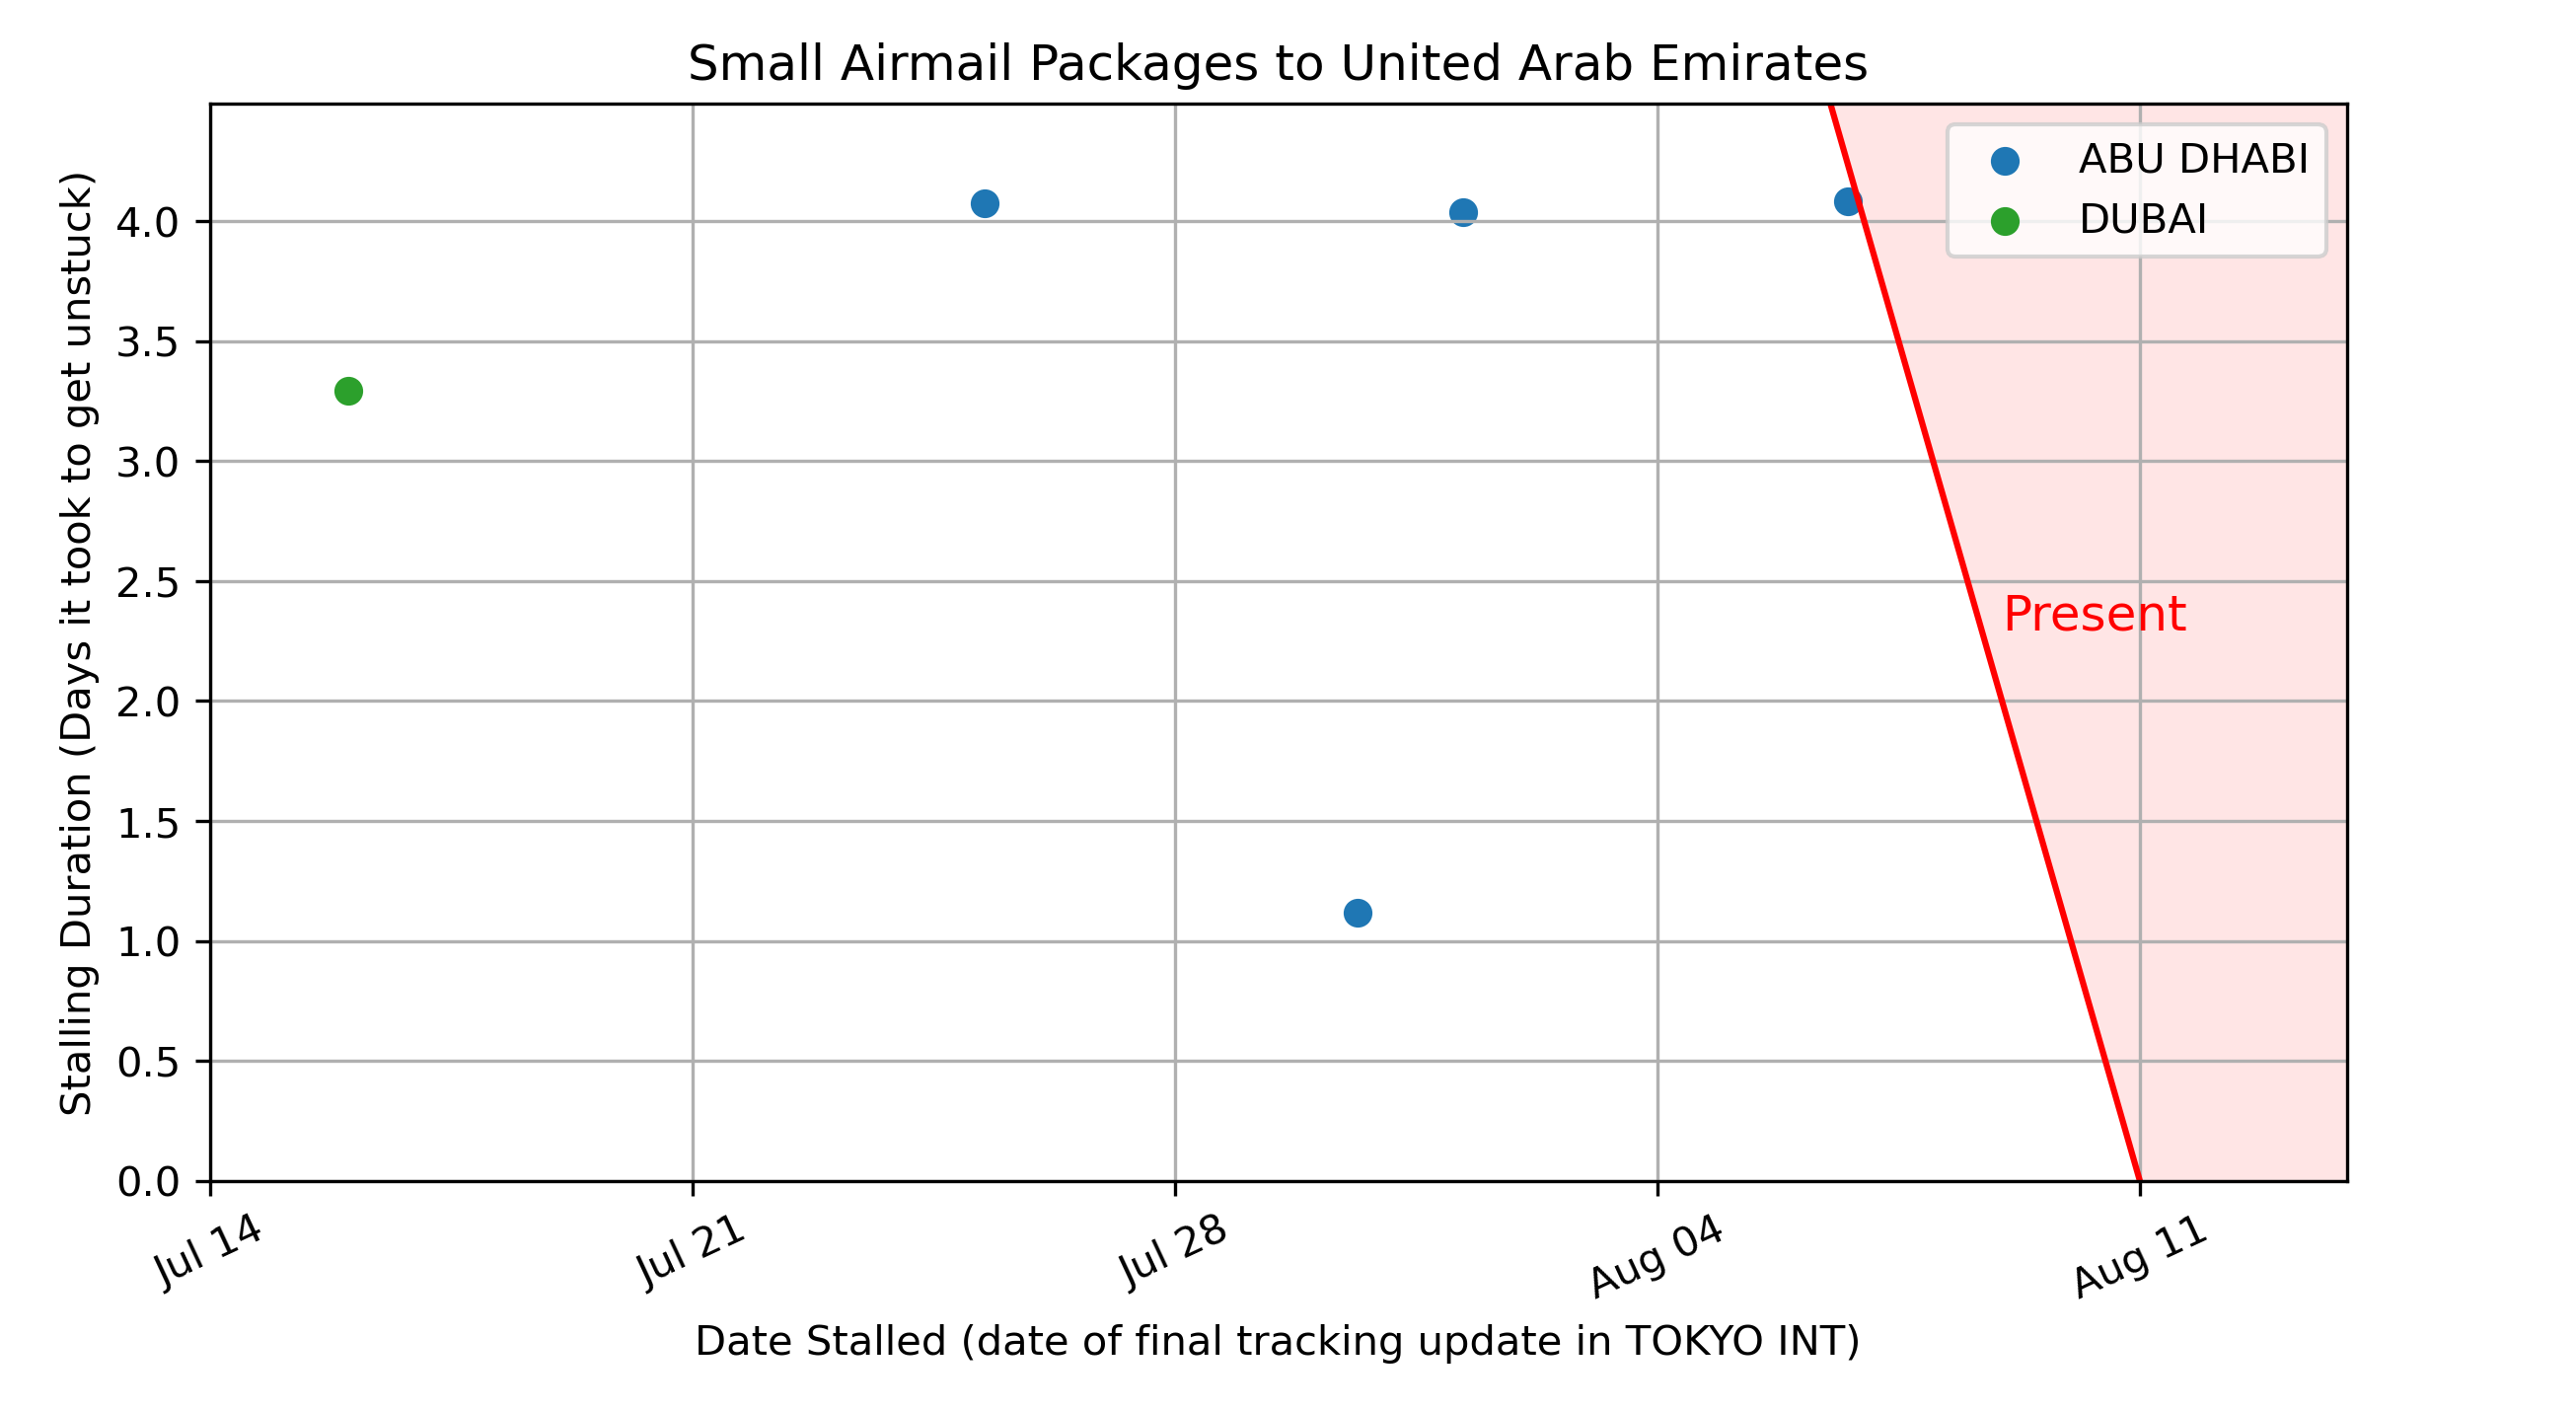 Small Airmail Packages to United Arab Emirates
ABU DHABI
DUBAI
Present
Stalling Duration (Days it took to get unstuck)
4.0
3.5
3.0
2.5
2.0
1.5
1.0
0.5
0.0
Jul 14
Jul 21
Jul 28
Aug 04
Aug 11
Date Stalled (date of final tracking update in TOKYO INT)